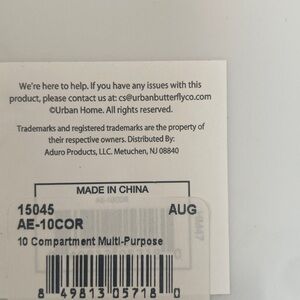 We're here to help. If you have any issues with this
product, please contact us at: cs@urbanbutterflyco.com
©Urban Home. All rights reserved.
Trademarks and registered trademarks are the property of
their respective owners. Distributed By:
Aduro Products, LLC. Metuchen, NJ 08840
MADE IN CHINA
15045 AUG
AE-10COR
10 Compartment Multi-Purpose
8 49813 05718 0